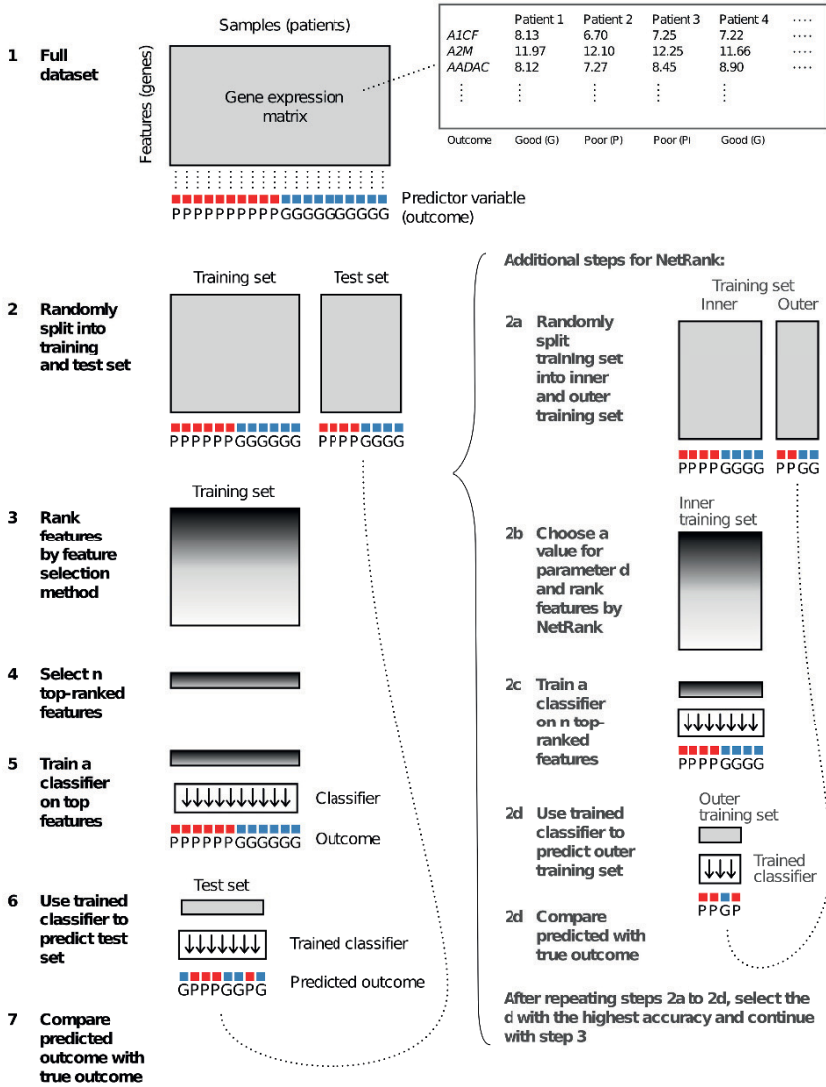 Samples (patients)
1 Full
dataset
Features (genes)
Gene expression
matrix
Patient 1 Patient 2 Patient 3 Patient 4 ....
A1CF 8.13 6.70 7.25 7.22 ....
A2M 11.97 12.10 12.25 11.66 ....
AADAC 8.12 7.27 8.45 8.90 ....
Outcome Good (G) Poor (P) Poor (P) Good (G)
Predictor variable
(outcome)
PPPPPPPPPPPGGGGGGGGGG
2 Randomly
split into
training
and test set
Training set Test set
PPPPPPGGGGGG PPPPGGGG
3 Rank
features
by feature
selection
method
Training set
4 Select n
top-ranked
features
5 Train a
classifier
on top
features
Classifier
PPPPPPGGGGGG Outcome
6 Use trained
classifier to
predict test
set
Test set
Trained classifier
GPPPGGPG Predicted outcome
7 Compare
predicted
outcome with
true outcome
Additional steps for NetRank:
Training set
Inner Outer
2a Randomly
split
training set
into inner
and outer
training set
PPPPGGGG PPGG
Inner
training set
2b Choose a
value for
parameter d
and rank
features by
NetRank
2c Train a
classifier
on n top-
ranked
features
PPPPGGGG
2d Use trained
classifier to
predict outer
training set
Outer
training set
Trained
classifier
PPGP
2d Compare
predicted with
true outcome
After repeating steps 2a to 2d, select the
d with the highest accuracy and continue
with step 3